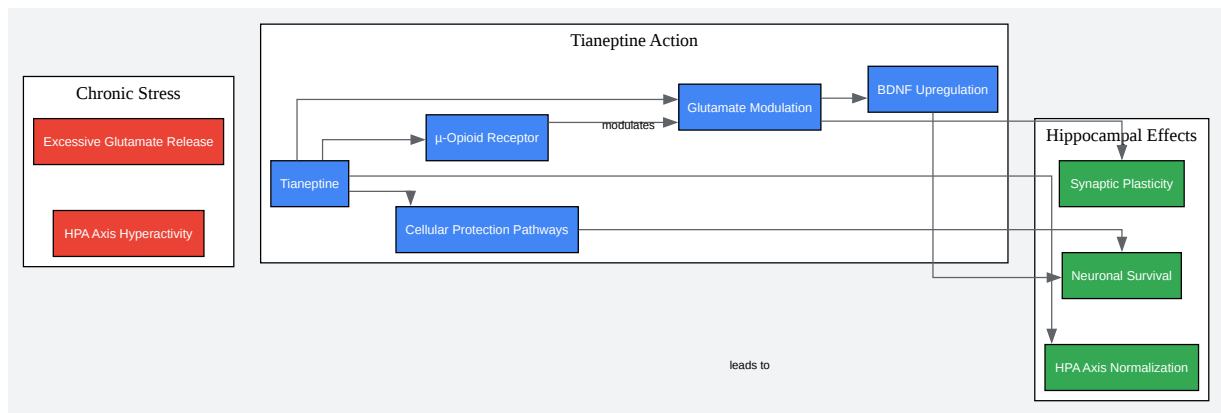 Tianeptine Action
Chronic Stress
Excessive Glutamate Release
HPA Axis Hyperactivity
Tianeptine
µ-Opioid Receptor
Cellular Protection Pathways
modulates
Glutamate Modulation
BDNF Upregulation
Hippocampal Effects
Synaptic Plasticity
Neuronal Survival
HPA Axis Normalization
leads to